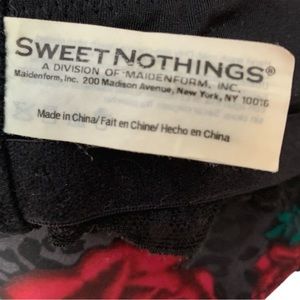 SWEET NOTHINGS®
A DIVISION OF MAIDENFORM, INC.
Maidenform, Inc. 200 Madison Avenue, New York, NY 10016
Made in China/ Fait en Chine/ Hecho en China